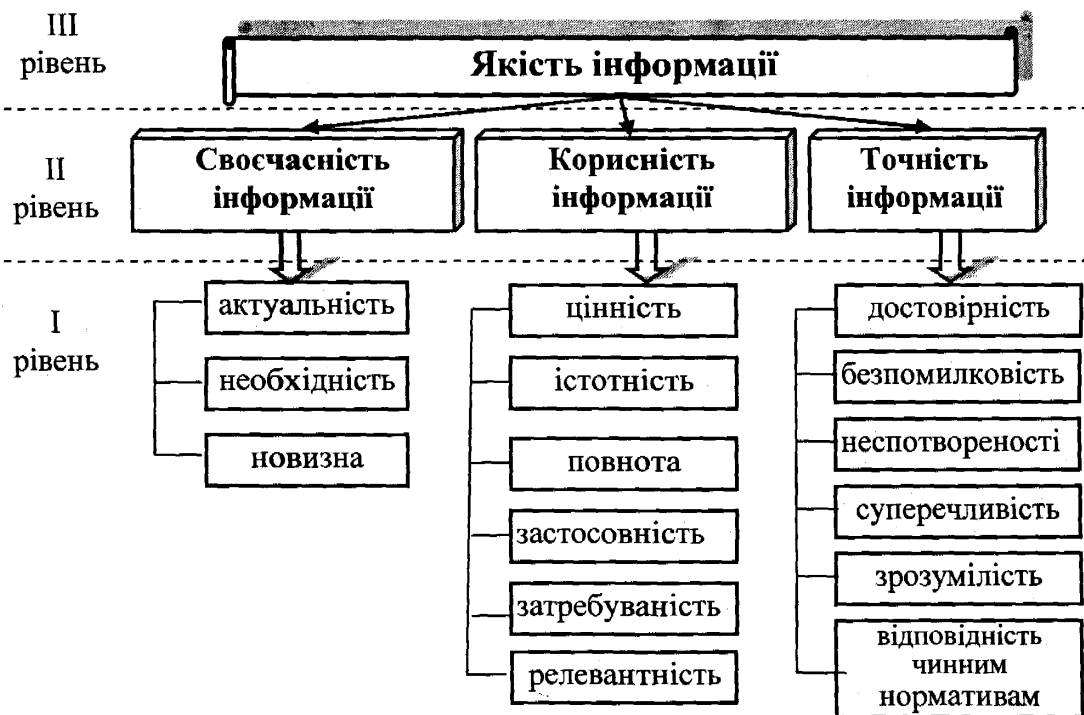 III
рівень
Якість інформації
II
рівень
Своєчасність
інформації
Корисність
інформації
Точність
інформації
I
рівень
актуальність
необхідність
новизна
цінність
істотність
повнота
застосовність
затребуваність
релевантність
достовірність
безпомилковість
неспотвореності
суперечливість
зрозумілість
відповідність
чинним
нормативам